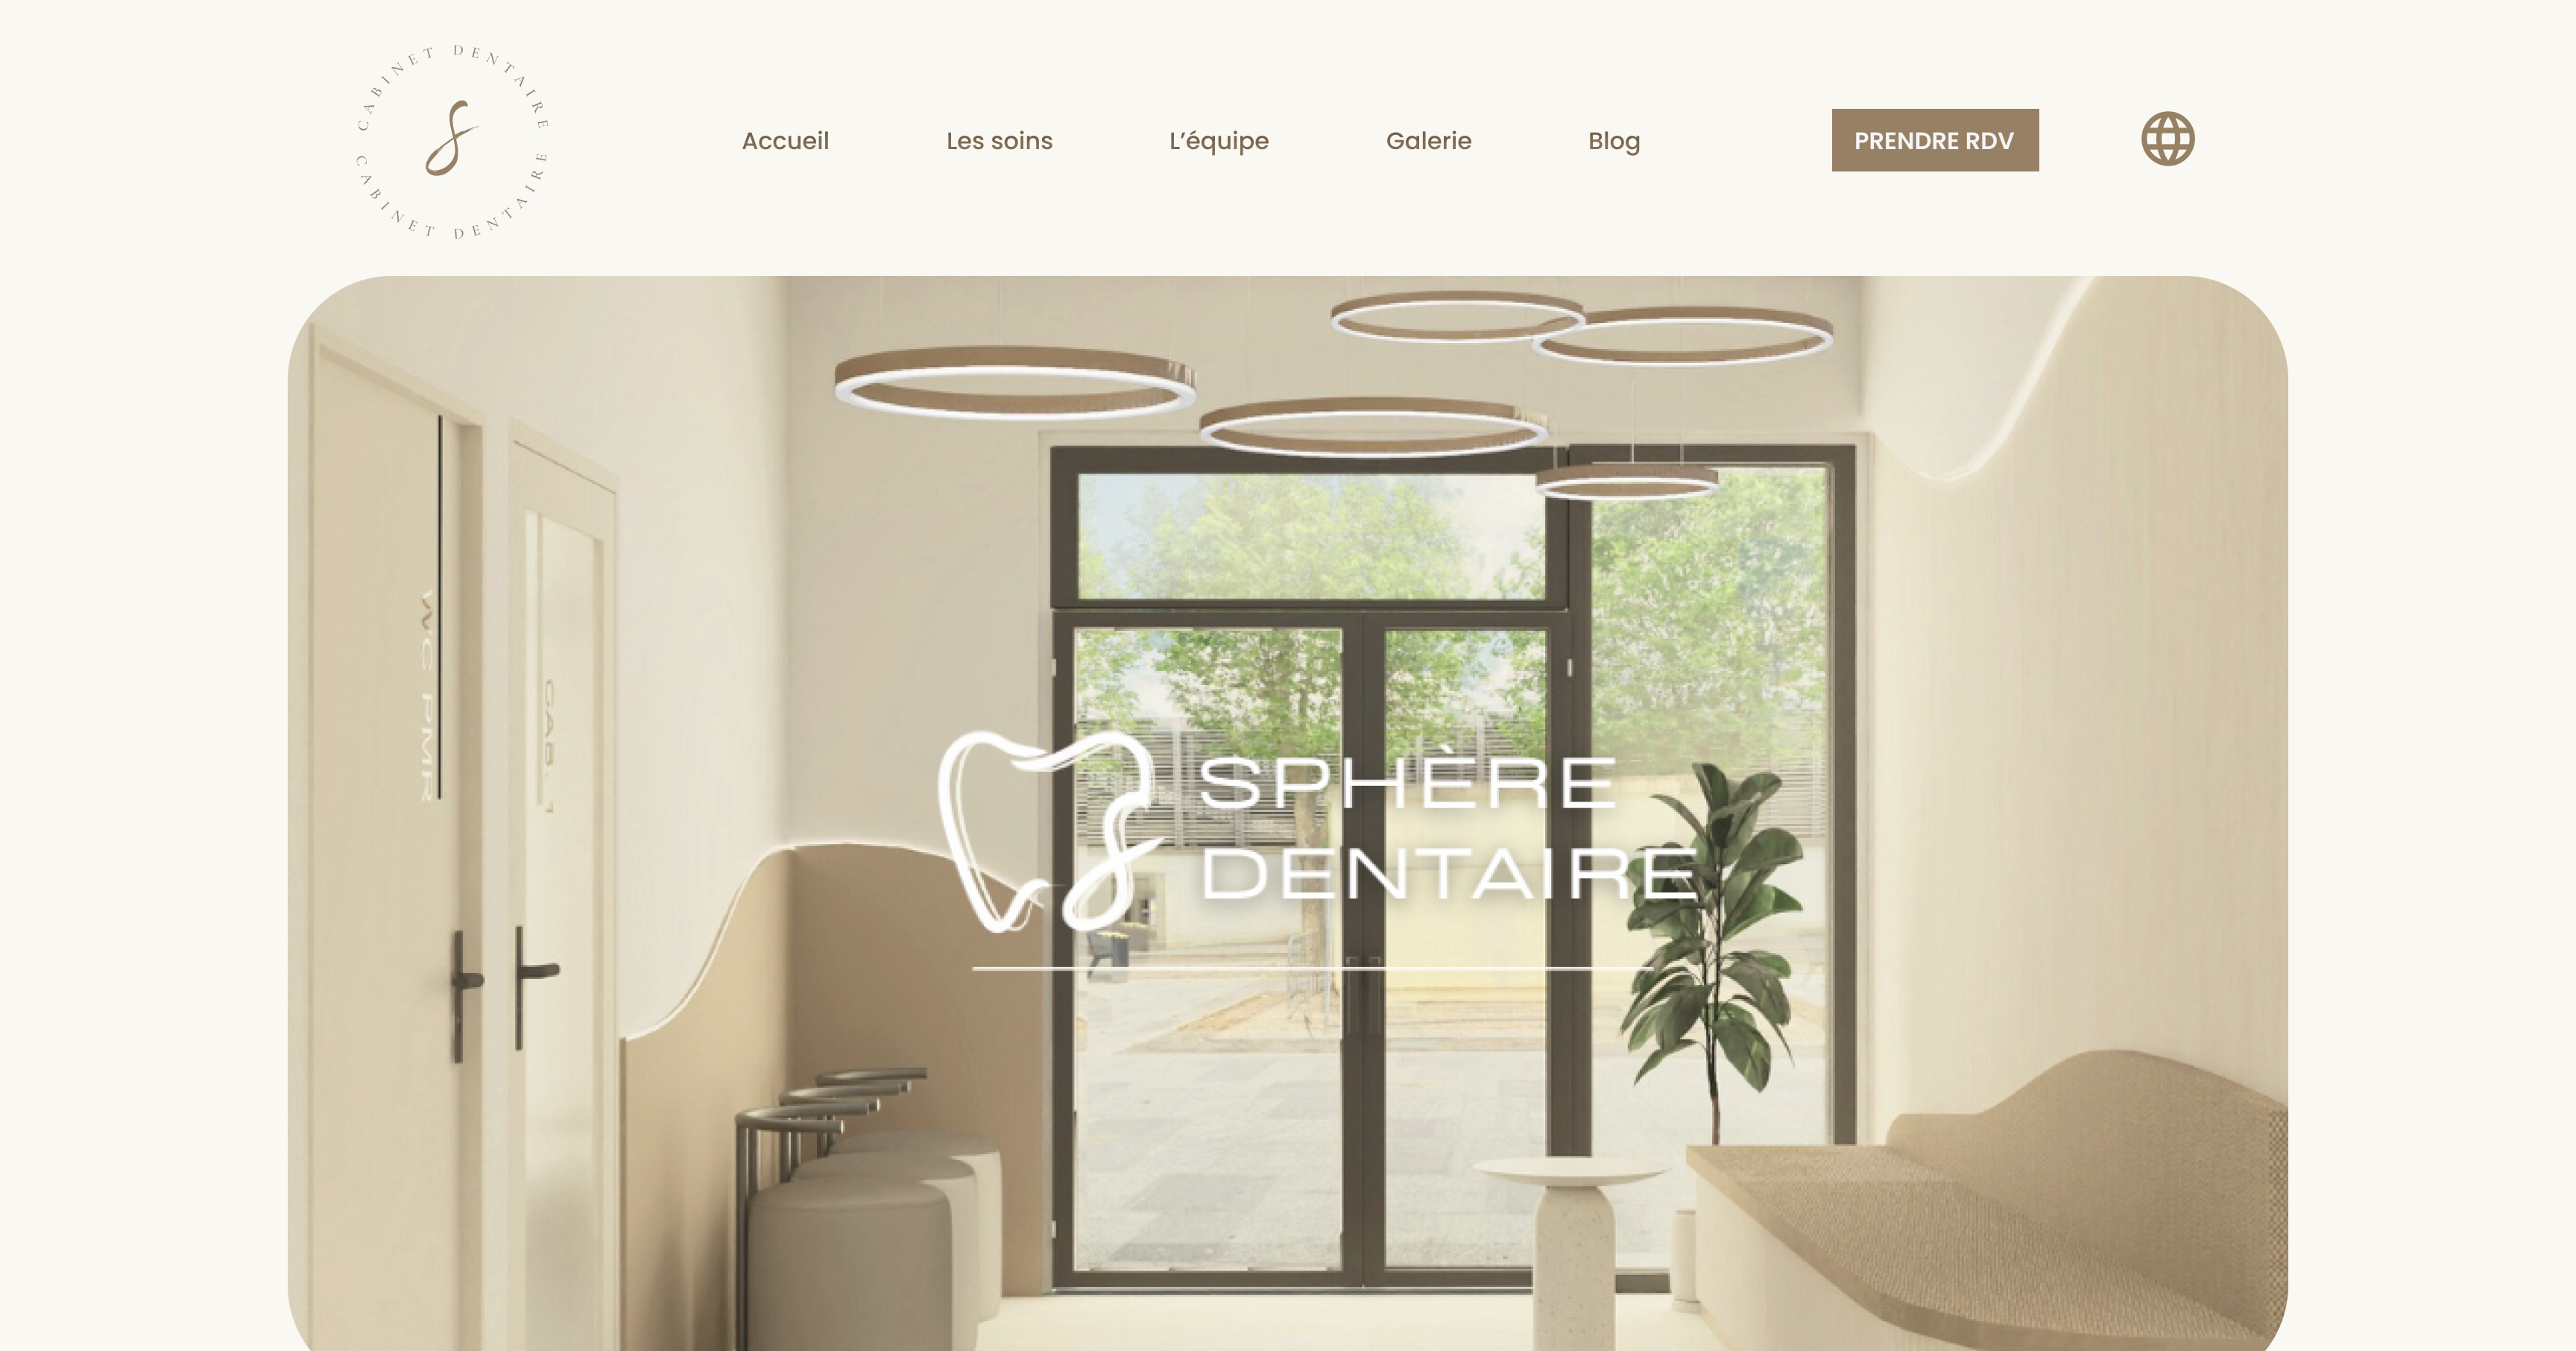 CABINET DENTAIRE
CABINET DENTAIRE
Accueil
Les soins
L’équipe
Galerie
Blog
PRENDRE RDV
WC PMR
CAB. 1
SPHÈRE
DENTAIRE